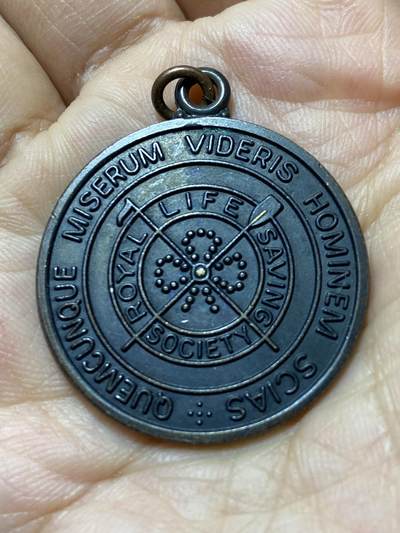 QUEMCUNQUE MISERUM VIDERIS HOMINEM SCIAS
ROYAL LIFE SAVING SOCIETY